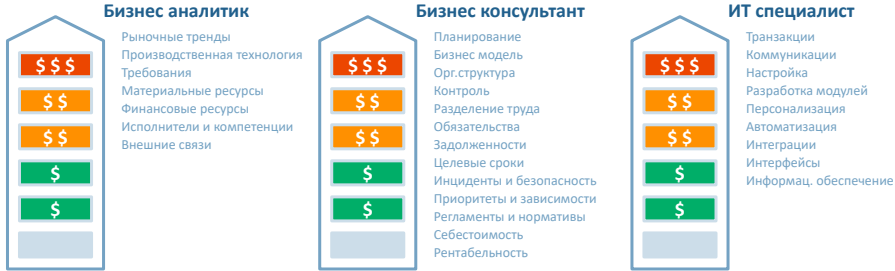 Бизнес аналитик
$$$
$$
$$
$
$
Рыночные тренды
Производственная технология
Требования
Материальные ресурсы
Финансовые ресурсы
Исполнители и компетенции
Внешние связи
Бизнес консультант
$$$
$$
$$
$
$
Планирование
Бизнес модель
Орг.структура
Контроль
Разделение труда
Обязательства
Задолженности
Целевые сроки
Инциденты и безопасность
Приоритеты и зависимости
Регламенты и нормативы
Себестоимость
Рентабельность
ИТ специалист
$$$
$$
$$
$
$
Транзакции
Коммуникации
Настройка
Разработка модулей
Персонализация
Автоматизация
Интеграции
Интерфейсы
Информац. обеспечение